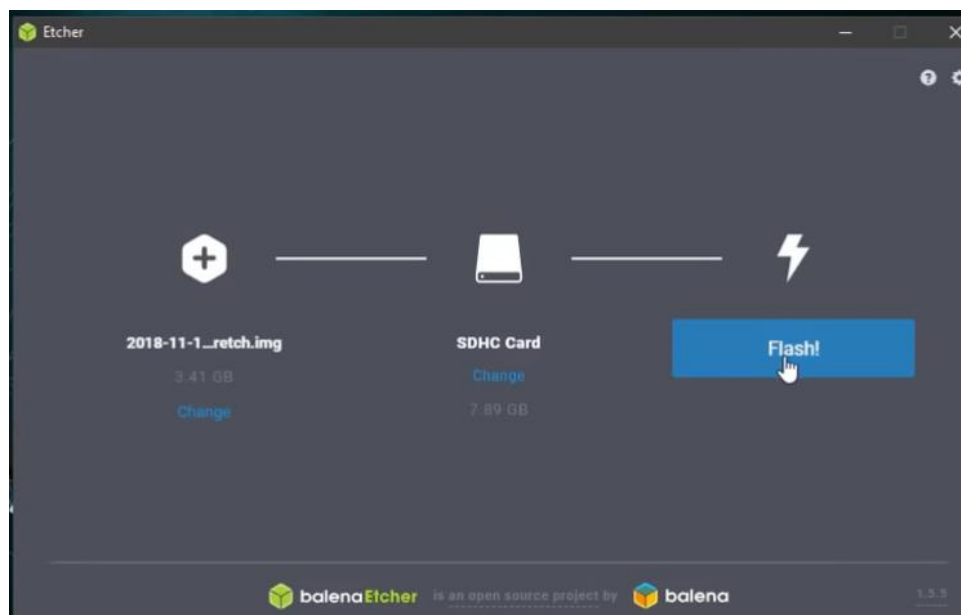 Etcher
2018-11-1...retch.img
3.41 GB
Change
SDHC Card
Change
7.89 GB
Flash!
balenaEtcher is an open source project by balena
1.5.5